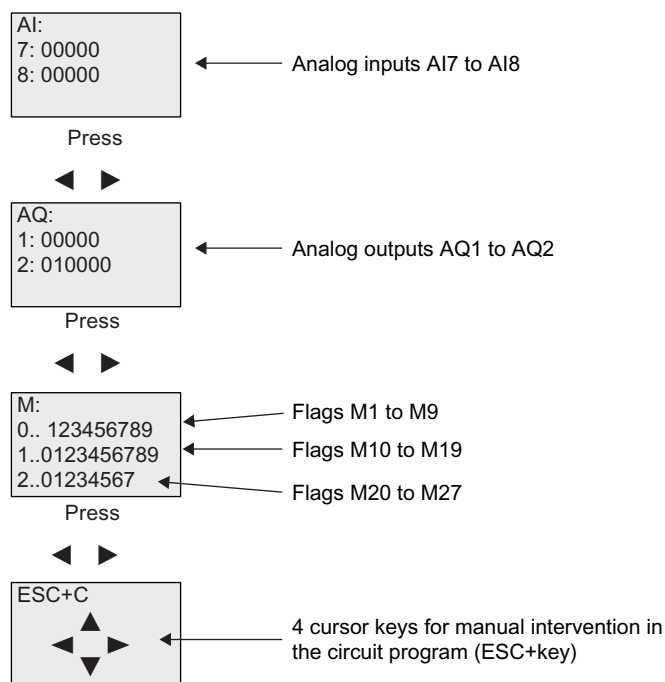 AI:
7: 00000
8: 00000
Analog inputs AI7 to AI8
Press
AQ:
1: 00000
2: 010000
Analog outputs AQ1 to AQ2
Press
M:
0.. 123456789
1..0123456789
2..01234567
Flags M1 to M9
Flags M10 to M19
Flags M20 to M27
Press
ESC+C
4 cursor keys for manual intervention in
the circuit program (ESC+key)